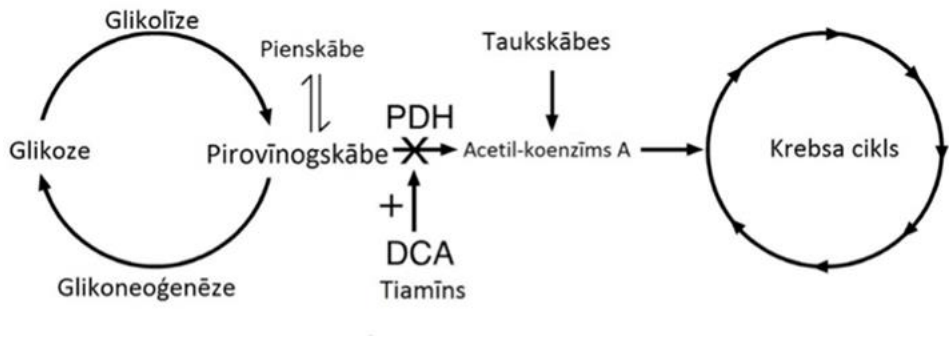 Glikolīze
Pienskābe
Taukskābes
PDH
Glikoze
Pirovīnogskābe
Acetil-koenzīms A
Krebsa cikls
+
DCA
Glikoneoģenēze
Tiamīns